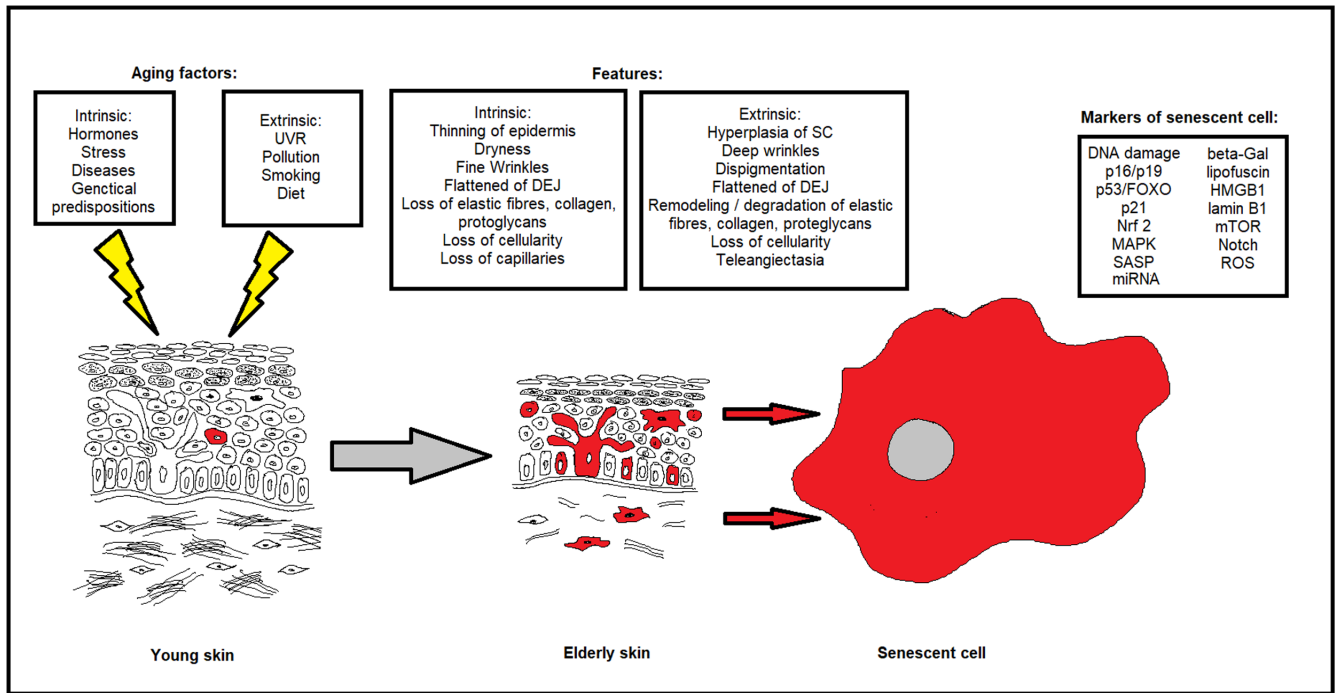 Aging factors:
Intrinsic:
Hormones
Stress
Diseases
Genctical
predispositions
Extrinsic:
UVR
Pollution
Smoking
Diet
Features:
Intrinsic:
Thinning of epidermis
Dryness
Fine Wrinkles
Flattened of DEJ
Loss of elastic fibres, collagen,
protoglycans
Loss of cellularity
Loss of capillaries
Extrinsic:
Hyperplasia of SC
Deep wrinkles
Dispigmentation
Flattened of DEJ
Remodeling / degradation of elastic
fibres, collagen, proteglycans
Loss of cellularity
Teleangiectasia
Markers of senescent cell:
DNA damage
p16/p19
p53/FOXO
p21
Nrf 2
MAPK
SASP
miRNA
beta-Gal
lipofuscin
HMGB1
lamin B1
mTOR
Notch
ROS
Young skin
Elderly skin
Senescent cell